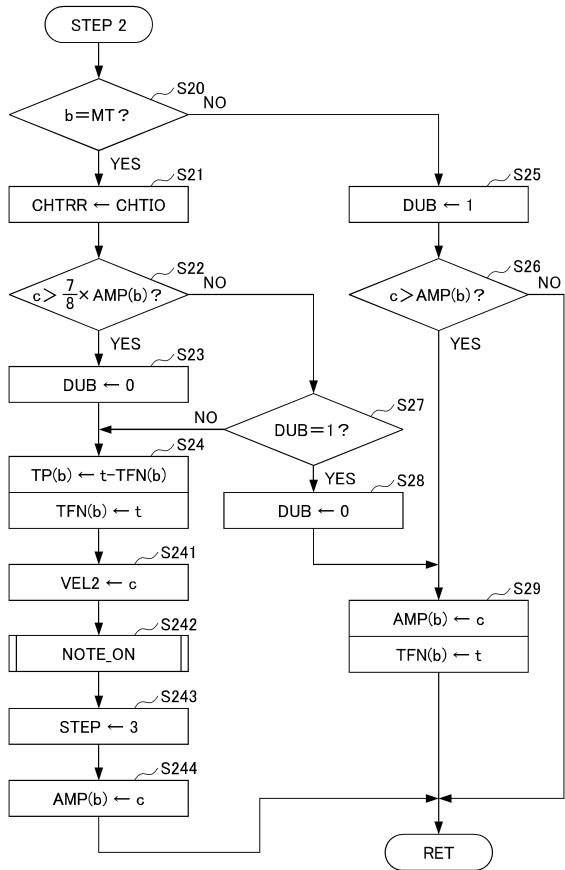 STEP 2
S20
b=MT?
NO
YES
S21
CHTRR ← CHTIO
S25
DUB ← 1
S22
c > 7/8 × AMP(b)?
NO
YES
S26
c>AMP(b)?
NO
YES
S23
DUB ← 0
S27
DUB=1?
NO
YES
S24
TP(b) ← t-TFN(b)
TFN(b) ← t
S28
DUB ← 0
S241
VEL2 ← c
S29
AMP(b) ← c
TFN(b) ← t
S242
NOTE_ON
S243
STEP ← 3
S244
AMP(b) ← c
RET